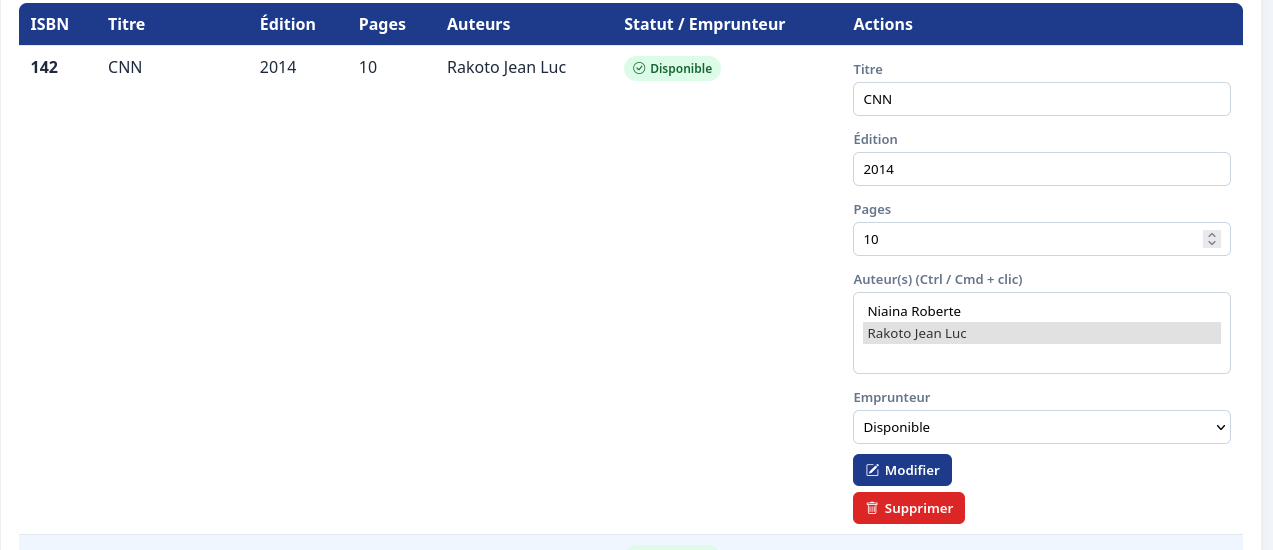 ISBN Titre Édition Pages Auteurs Statut / Emprunteur Actions
142 CNN 2014 10 Rakoto Jean Luc Disponible
Titre
CNN
Édition
2014
Pages
10
Auteur(s) (Ctrl / Cmd + clic)
Niaina Roberte
Rakoto Jean Luc
Emprunteur
Disponible
Modifier
Supprimer